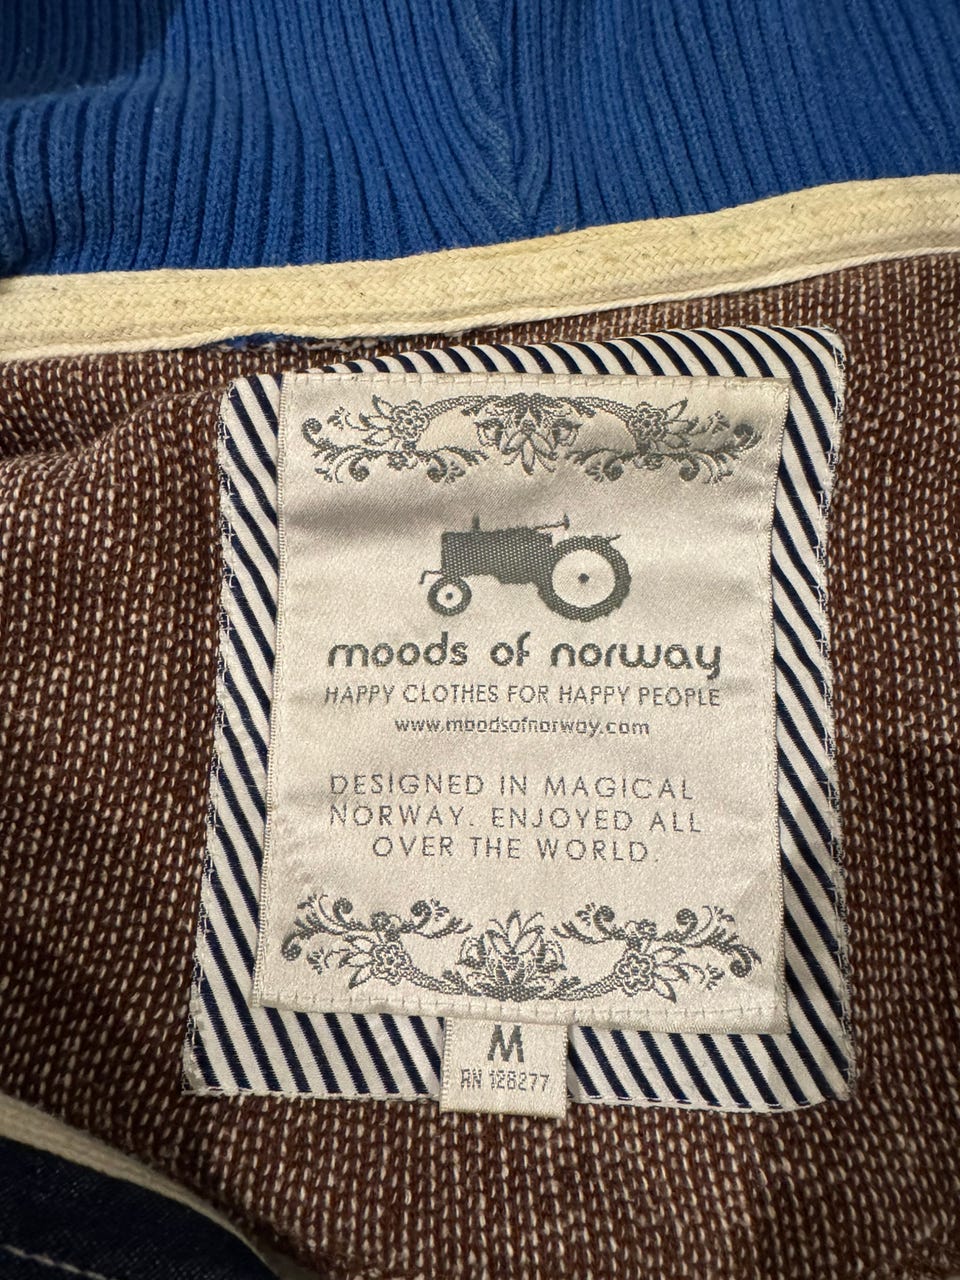 moods of norway
HAPPY CLOTHES FOR HAPPY PEOPLE
www.moodsofnorway.com
DESIGNED IN MAGICAL
NORWAY. ENJOYED ALL
OVER THE WORLD.
M
RN 128277